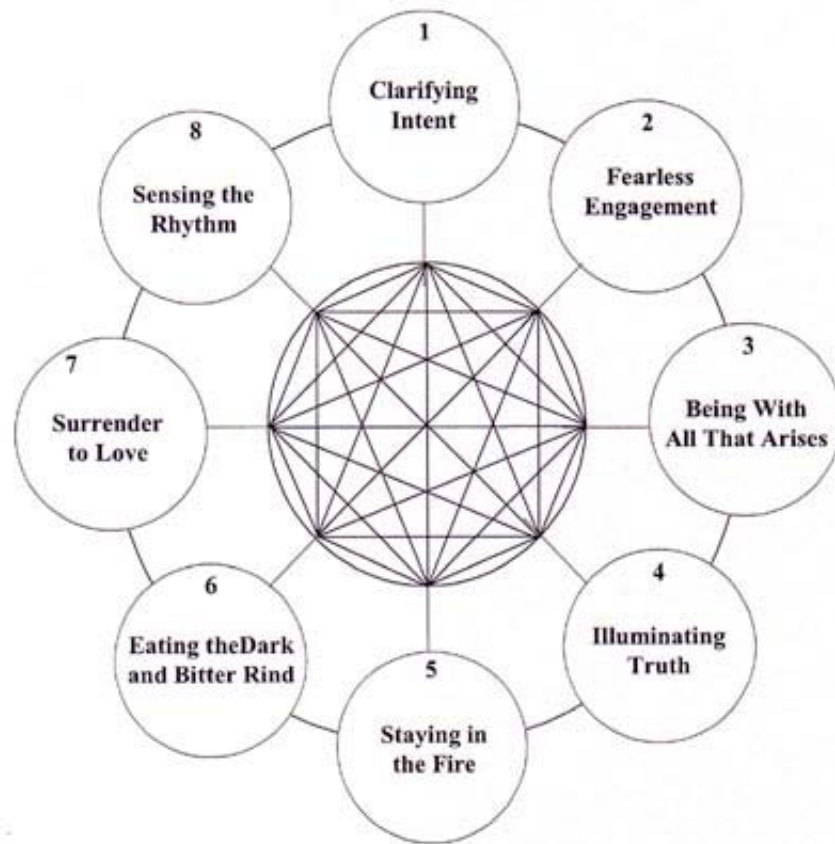 1
Clarifying
Intent
2
Fearless
Engagement
3
Being With
All That Arises
4
Illuminating
Truth
5
Staying in
the Fire
6
Eating theDark
and Bitter Rind
7
Surrender
to Love
8
Sensing the
Rhythm